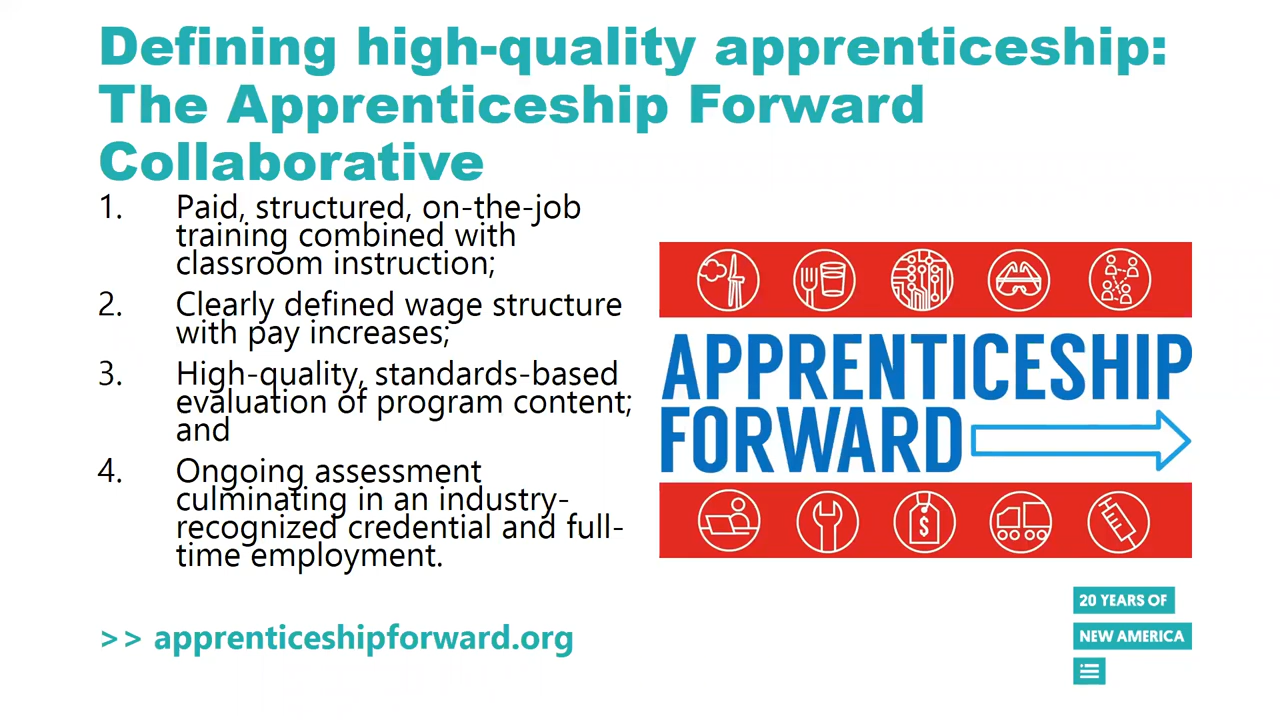 Defining high-quality apprenticeship:
The Apprenticeship Forward
Collaborative
1. Paid, structured, on-the-job
training combined with
classroom instruction;
2. Clearly defined wage structure
with pay increases;
3. High-quality, standards-based
evaluation of program content;
and
4. Ongoing assessment
culminating in an industry-
recognized credential and full-
time employment.
>> apprenticeshipforward.org
APPRENTICESHIP
FORWARD
$
20 YEARS OF
NEW AMERICA